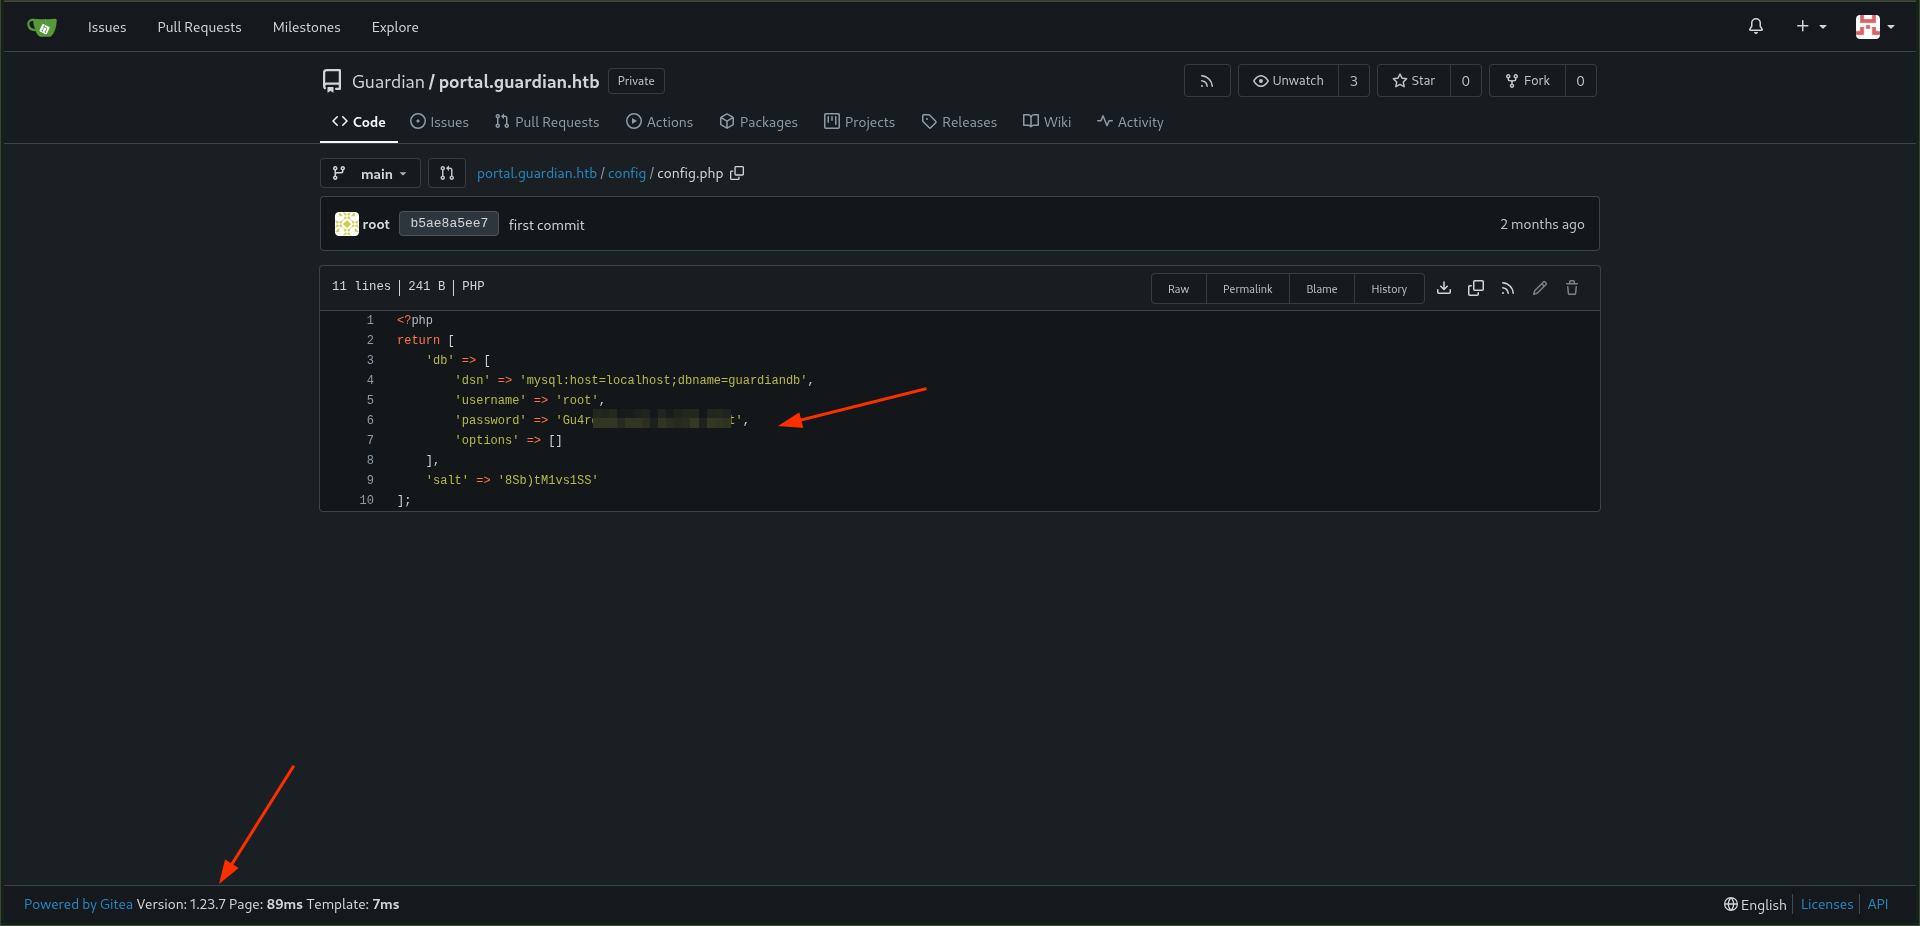 Issues Pull Requests Milestones Explore
Guardian / portal.guardian.htb Private
Unwatch 3 Star 0 Fork 0
Code Issues Pull Requests Actions Packages Projects Releases Wiki Activity
main portal.guardian.htb / config / config.php
root b5ae8a5ee7 first commit 2 months ago
11 lines | 241 B | PHP Raw Permalink Blame History
1 <?php
2 return [
3 'db' => [
4 'dsn' => 'mysql:host=localhost;dbname=guardiandb',
5 'username' => 'root',
6 'password' =>
7 'options' => []
8 ],
9 'salt' => '8Sb)tM1vs1SS'
10 ];
Powered by Gitea Version: 1.23.7 Page: 89ms Template: 7ms English Licenses API